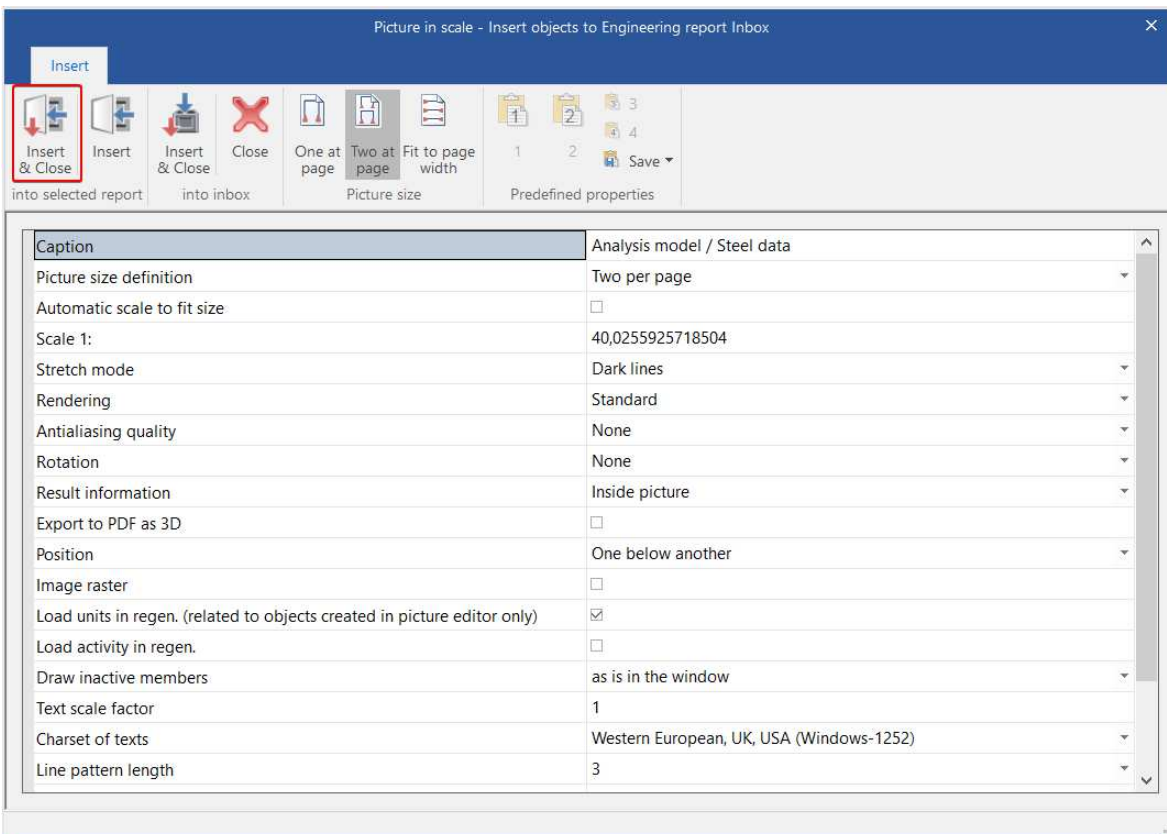 Picture in scale - Insert objects to Engineering report Inbox
Insert
Insert & Close
Insert
Insert & Close
Close
One at page
Two at page
Fit to page width
1
2
3
4
Save
into selected report
into inbox
Picture size
Predefined properties
Caption Analysis model / Steel data
Picture size definition Two per page
Automatic scale to fit size
Scale 1: 40,0255925718504
Stretch mode Dark lines
Rendering Standard
Antialiasing quality None
Rotation None
Result information Inside picture
Export to PDF as 3D
Position One below another
Image raster
Load units in regen. (related to objects created in picture editor only)
Load activity in regen.
Draw inactive members as is in the window
Text scale factor 1
Charset of texts Western European, UK, USA (Windows-1252)
Line pattern length 3